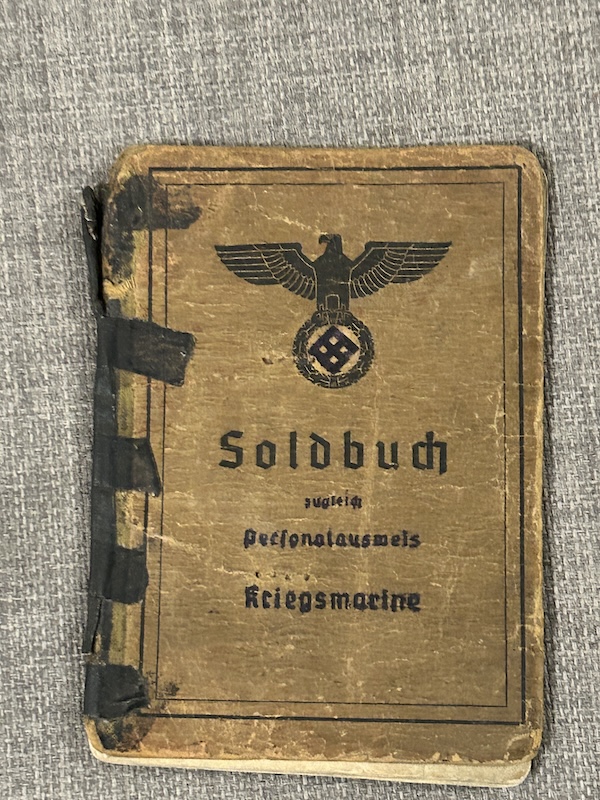 Soldbuch
zugleich
Personalausweis
Kriegsmarine